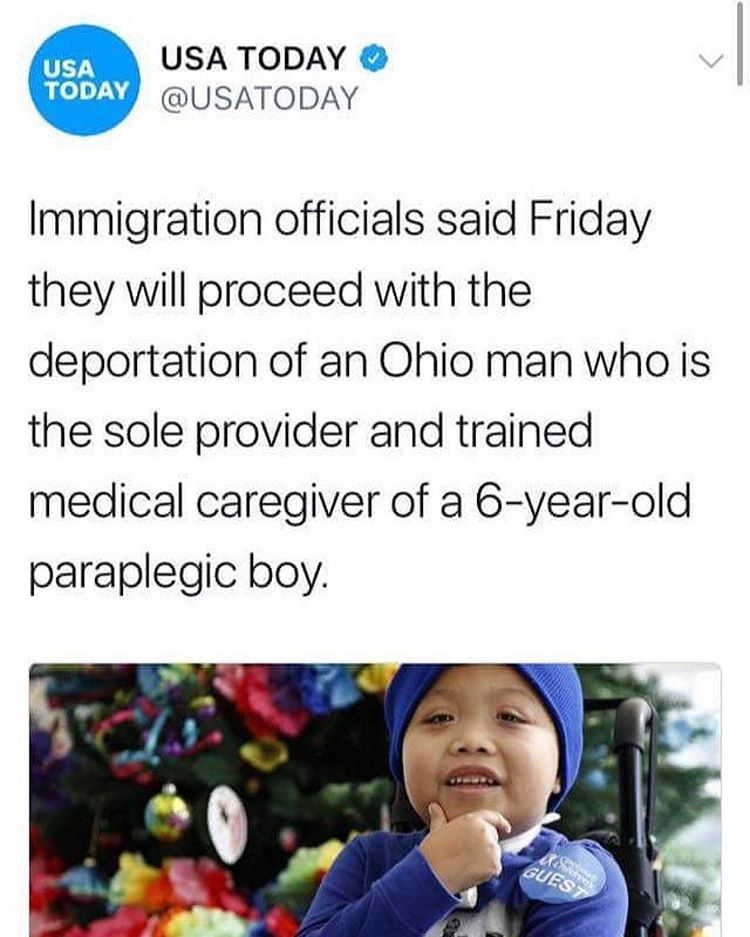 USA
TODAY
USA TODAY
@USATODAY
Immigration officials said Friday
they will proceed with the
deportation of an Ohio man who is
the sole provider and trained
medical caregiver of a 6-year-old
paraplegic boy.
GUEST